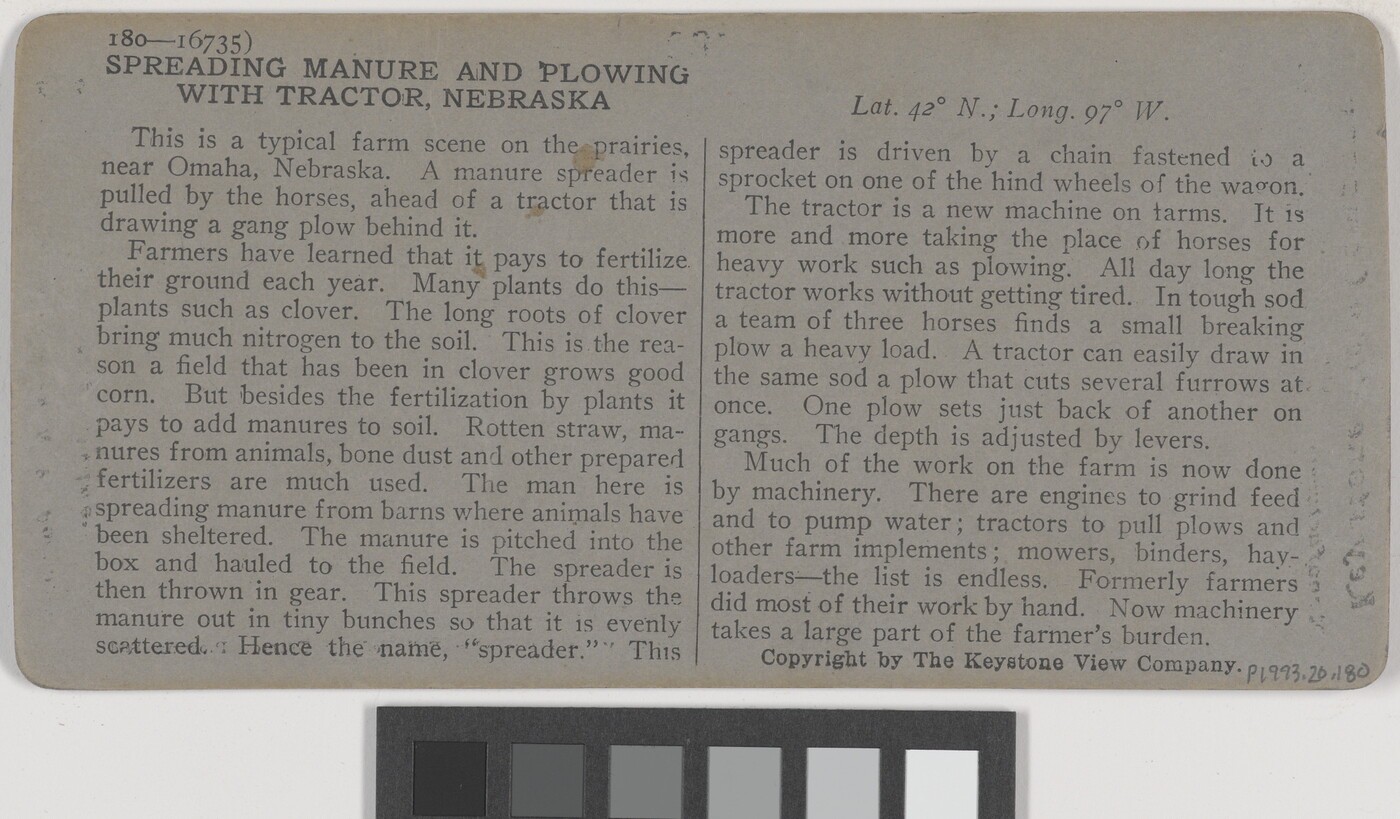 180—16735)
SPREADING MANURE AND PLOWING
WITH TRACTOR, NEBRASKA
This is a typical farm scene on the prairies,
near Omaha, Nebraska. A manure spreader is
pulled by the horses, ahead of a tractor that is
drawing a gang plow behind it.
Farmers have learned that it pays to fertilize
their ground each year. Many plants do this—
plants such as clover. The long roots of clover
bring much nitrogen to the soil. This is the rea-
son a field that has been in clover grows good
corn. But besides the fertilization by plants it
pays to add manures to soil. Rotten straw, ma-
nures from animals, bone dust and other prepared
fertilizers are much used. The man here is
spreading manure from barns where animals have
been sheltered. The manure is pitched into the
box and hauled to the field. The spreader is
then thrown in gear. This spreader throws the
manure out in tiny bunches so that it is evenly
scattered. Hence the name, "spreader." This
Lat. 42° N.; Long. 97° W.
spreader is driven by a chain fastened to a
sprocket on one of the hind wheels of the wagon.
The tractor is a new machine on farms. It is
more and more taking the place of horses for
heavy work such as plowing. All day long the
tractor works without getting tired. In tough sod
a team of three horses finds a small breaking
plow a heavy load. A tractor can easily draw in
the same sod a plow that cuts several furrows at
once. One plow sets just back of another on
gangs. The depth is adjusted by levers.
Much of the work on the farm is now done
by machinery. There are engines to grind feed
and to pump water; tractors to pull plows and
other farm implements; mowers, binders, hay-
loaders—the list is endless. Formerly farmers
did most of their work by hand. Now machinery
takes a large part of the farmer's burden.
Copyright by The Keystone View Company.
P1993.20.180